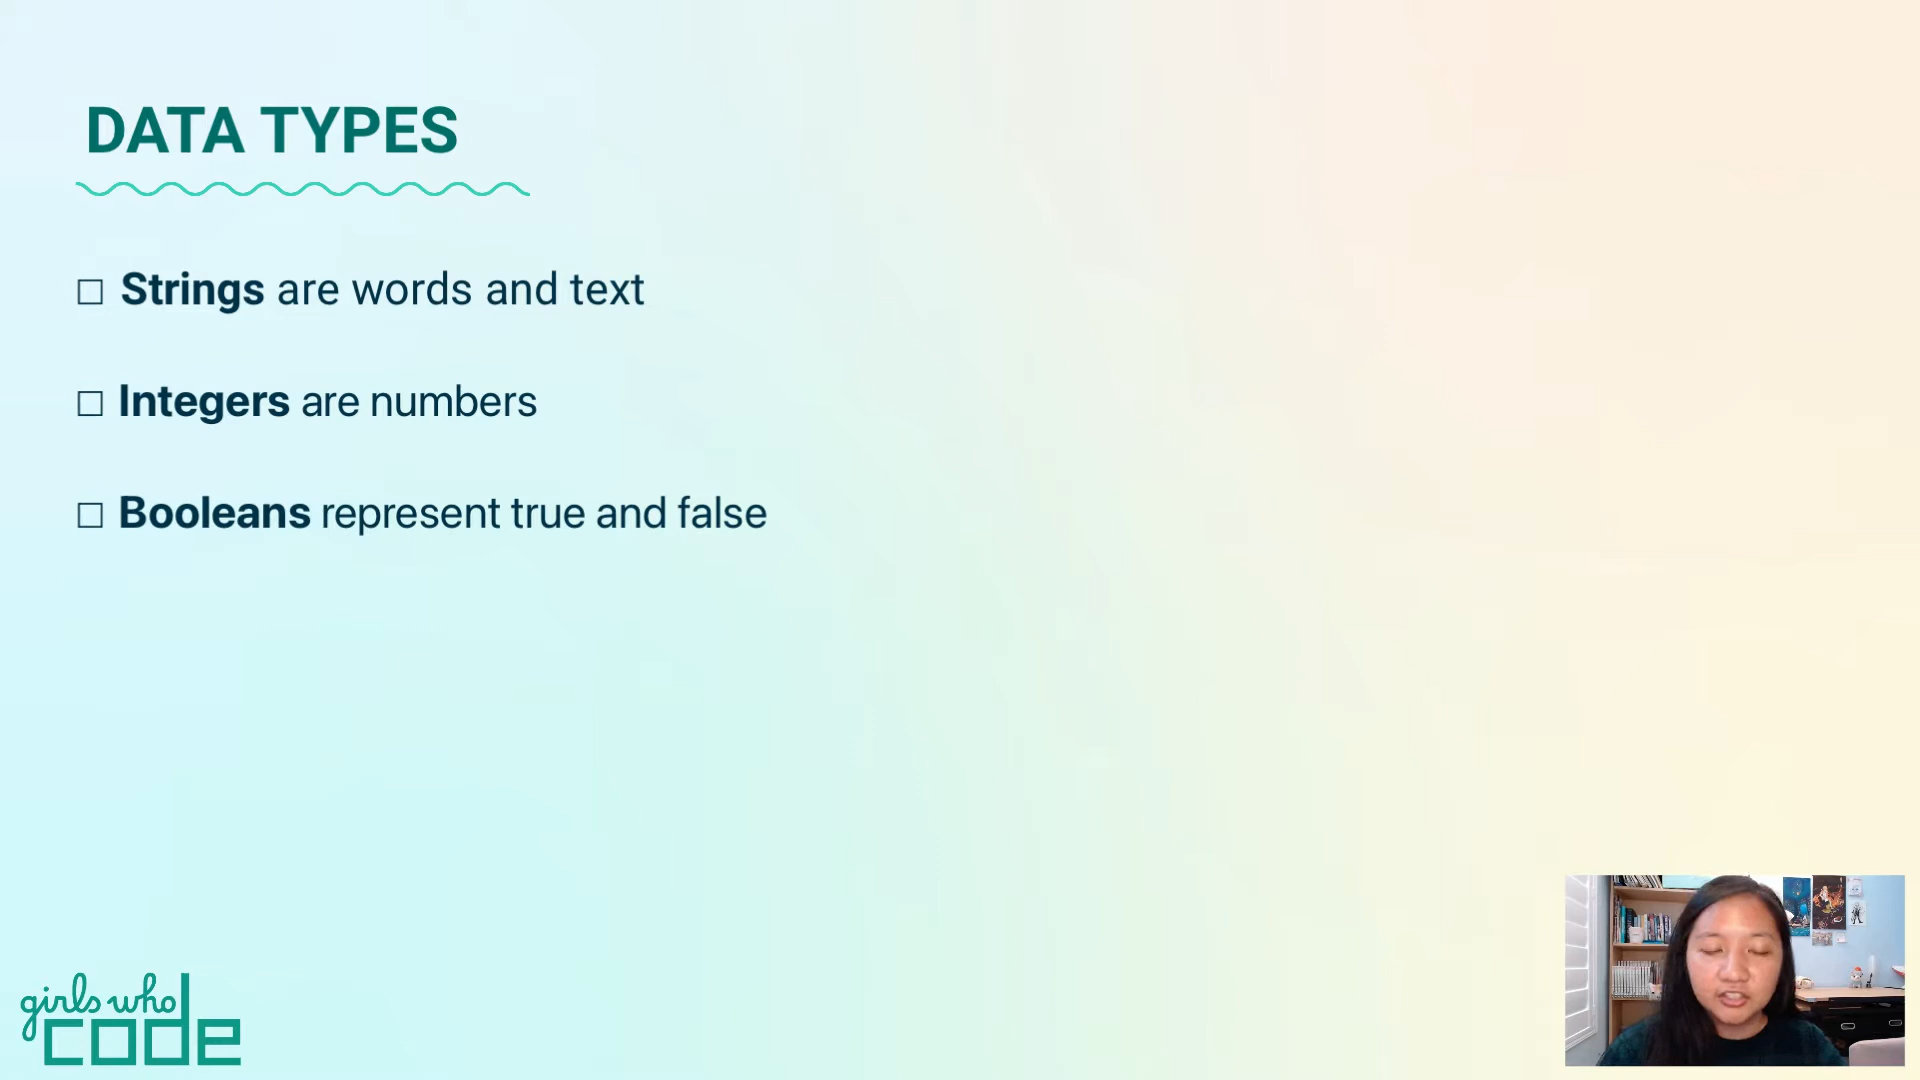 DATA TYPES
☐ Strings are words and text
☐ Integers are numbers
☐ Booleans represent true and false
girls who
code